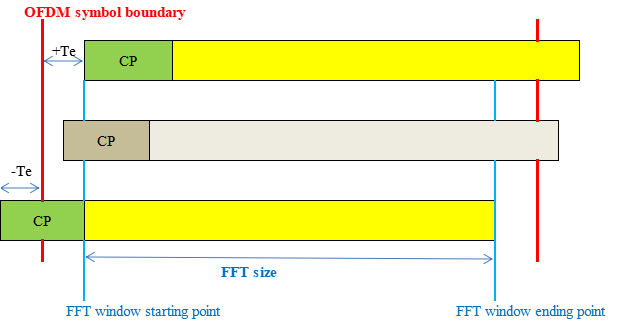 OFDM symbol boundary
+Te
CP
CP
-Te
CP
FFT size
FFT window starting point
FFT window ending point